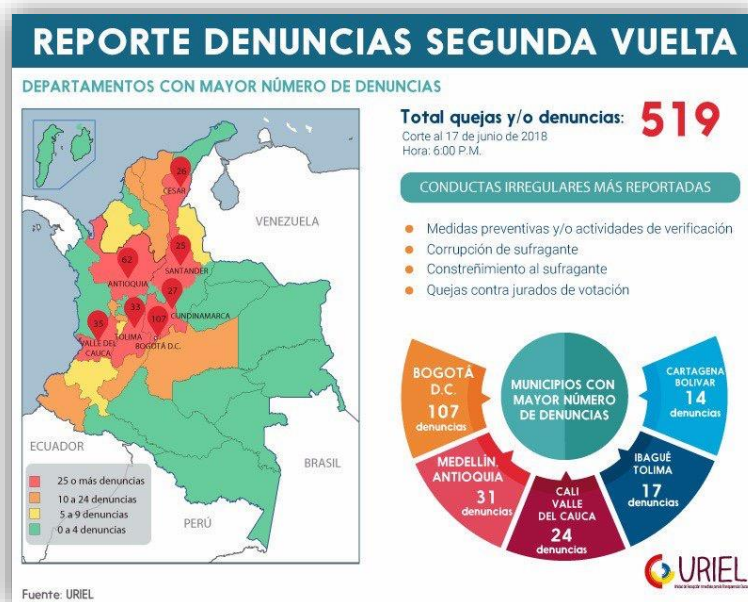 REPORTE DENUNCIAS SEGUNDA VUELTA
DEPARTAMENTOS CON MAYOR NÚMERO DE DENUNCIAS
26
CESAR
VENEZUELA
62
ANTIOQUIA
25
SANTANDER
27
CUNDINAMARCA
33
TOLIMA
107
BOGOTÁ D.C.
35
VALLE DEL
CAUCA
ECUADOR
BRASIL
PERÚ
25 o más denuncias
10 a 24 denuncias
5 a 9 denuncias
0 a 4 denuncias
Fuente: URIEL
Total quejas y/o denuncias: 519
Corte al 17 de junio de 2018
Hora: 6:00 P.M.
CONDUCTAS IRREGULARES MÁS REPORTADAS
Medidas preventivas y/o actividades de verificación
Corrupción de sufragante
Constreñimiento al sufragante
Quejas contra jurados de votación
MUNICIPIOS CON
MAYOR NÚMERO
DE DENUNCIAS
BOGOTÁ
D.C.
107
denuncias
MEDELLÍN,
ANTIOQUIA
31
denuncias
CALI
VALLE
DEL CAUCA
24
denuncias
IBAGUÉ
TOLIMA
17
denuncias
CARTAGENA
BOLIVAR
14
denuncias
URIEL